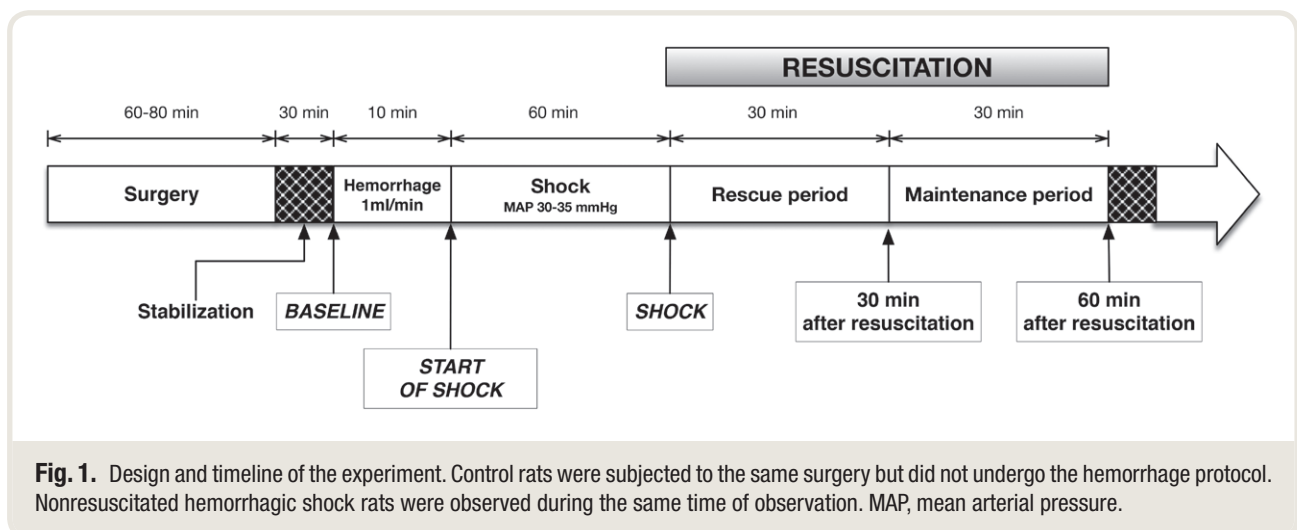 RESUSCITATION
60-80 min
30 min
10 min
60 min
30 min
30 min
Surgery
Hemorrhage
1ml/min
Shock
MAP 30-35 mmHg
Rescue period
Maintenance period
Stabilization
BASELINE
START
OF SHOCK
SHOCK
30 min
after resuscitation
60 min
after resuscitation
Fig. 1. Design and timeline of the experiment. Control rats were subjected to the same surgery but did not undergo the hemorrhage protocol.
Nonresuscitated hemorrhagic shock rats were observed during the same time of observation. MAP, mean arterial pressure.